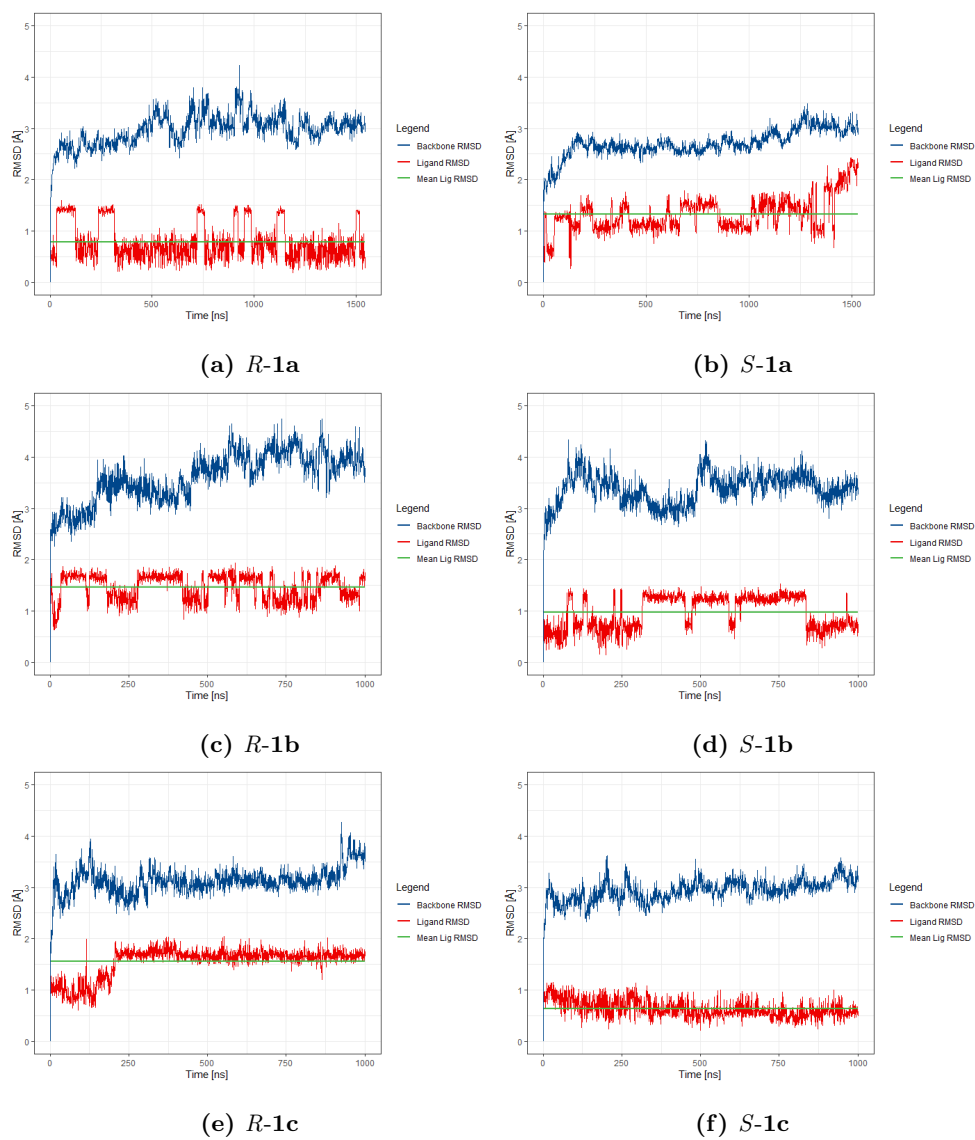 5
4
3
2
1
0
RMSD [Å]
0
500
1000
1500
Time [ns]
Legend
Backbone RMSD
Ligand RMSD
Mean Lig RMSD
(a) R-1a
5
4
3
2
1
0
RMSD [Å]
0
500
1000
1500
Time [ns]
Legend
Backbone RMSD
Ligand RMSD
Mean Lig RMSD
(b) S-1a
5
4
3
2
1
0
RMSD [Å]
0
250
500
750
1000
Time [ns]
Legend
Backbone RMSD
Ligand RMSD
Mean Lig RMSD
(c) R-1b
5
4
3
2
1
0
RMSD [Å]
0
250
500
750
1000
Time [ns]
Legend
Backbone RMSD
Ligand RMSD
Mean Lig RMSD
(d) S-1b
5
4
3
2
1
0
RMSD [Å]
0
250
500
750
1000
Time [ns]
Legend
Backbone RMSD
Ligand RMSD
Mean Lig RMSD
(e) R-1c
5
4
3
2
1
0
RMSD [Å]
0
250
500
750
1000
Time [ns]
Legend
Backbone RMSD
Ligand RMSD
Mean Lig RMSD
(f) S-1c